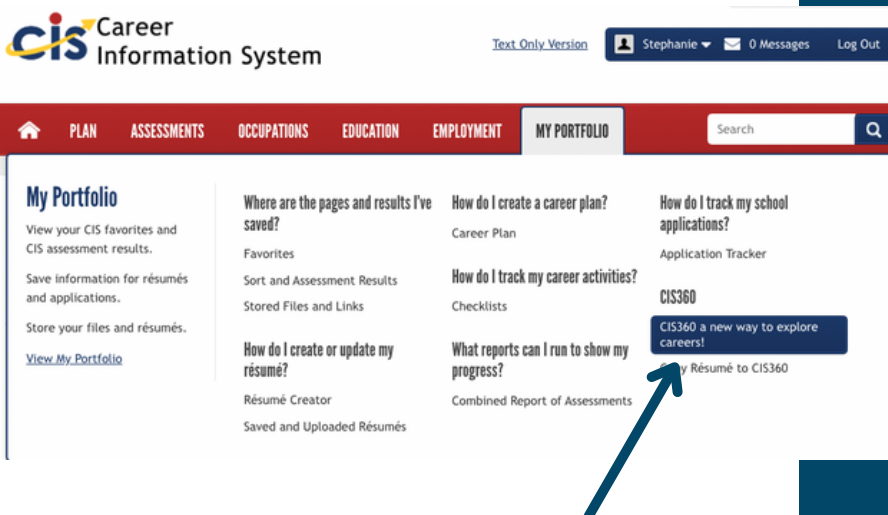 cis Career
Information System
Text Only Version
Stephanie
0 Messages
Log Out
PLAN
ASSESSMENTS
OCCUPATIONS
EDUCATION
EMPLOYMENT
MY PORTFOLIO
Search
My Portfolio
View your CIS favorites and
CIS assessment results.
Save information for résumés
and applications.
Store your files and résumés.
View My Portfolio
Where are the pages and results I've
saved?
Favorites
Sort and Assessment Results
Stored Files and Links
How do I create or update my
résumé?
Résumé Creator
Saved and Uploaded Résumés
How do I create a career plan?
Career Plan
How do I track my career activities?
Checklists
What reports can I run to show my
progress?
Combined Report of Assessments
How do I track my school
applications?
Application Tracker
CIS360
CIS360 a new way to explore
careers!
Résumé to CIS360